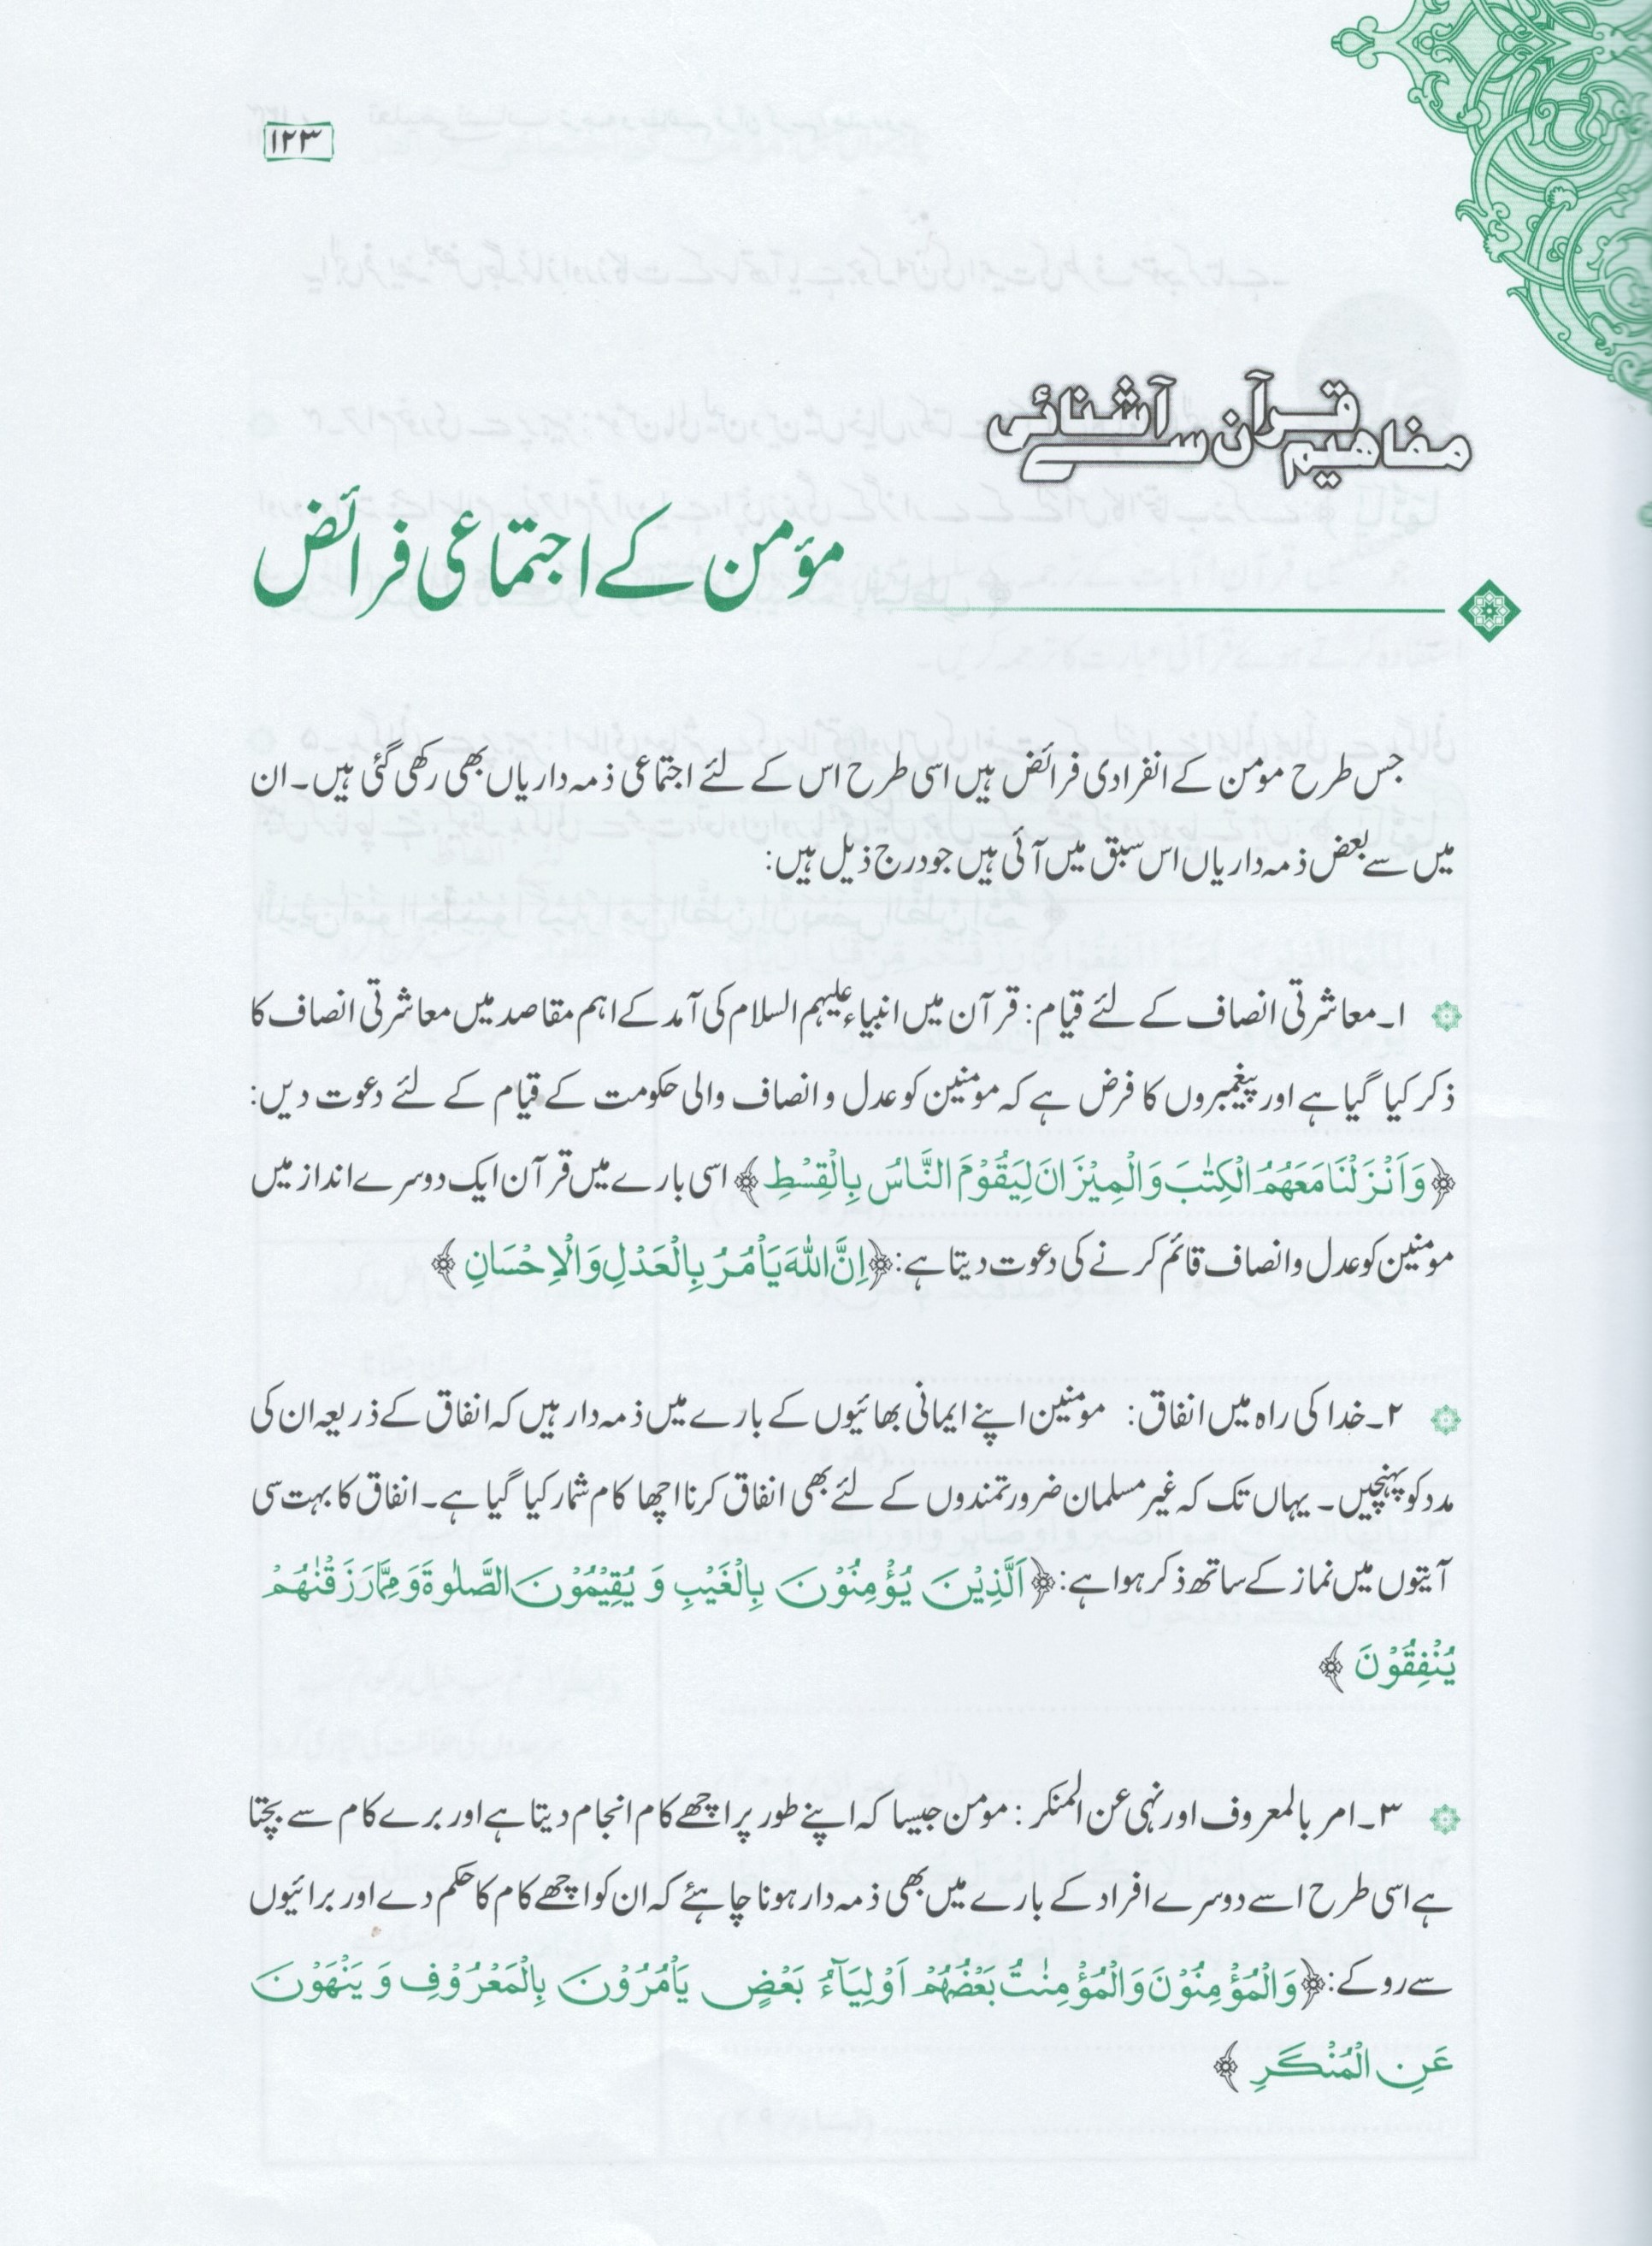 ۱۲۳
مفاهیم قرآن سے آشنائی
مؤمن کے اجتماعی فرائض
جس طرح مومن کے انفرادی فرائض ہیں اسی طرح اس کے لئے اجتماعی ذمہ داریاں بھی رکھی گئی ہیں۔ ان
میں سے بعض ذمہ داریاں اس سبق میں آئی ہیں جو درج ذیل ہیں:
۱۔ معاشرتی انصاف کے لئے قیام: قرآن میں انبیاء علیہم السلام کی آمد کے اہم مقاصد میں معاشرتی انصاف کا
ذکر کیا گیا ہے اور پیغمبروں کا فرض ہے کہ مومنین کو عدل و انصاف والی حکومت کے قیام کے لئے دعوت دیں:
﴿وَاَنْزَلْنَا مَعَهُمُ الْكِتٰبَ وَالْمِيْزَانَ لِيَقُوْمَ النَّاسُ بِالْقِسْطِ﴾ اسی بارے میں قرآن ایک دوسرے انداز میں
مومنین کو عدل و انصاف قائم کرنے کی دعوت دیتا ہے: ﴿اِنَّ اللّٰهَ يَاْمُرُ بِالْعَدْلِ وَالْاِحْسَانِ﴾
۲۔ خدا کی راہ میں انفاق: مومنین اپنے ایمانی بھائیوں کے بارے میں ذمہ دار ہیں کہ انفاق کے ذریعہ ان کی
مدد کو پہنچیں۔ یہاں تک کہ غیر مسلمان ضرورتمندوں کے لئے بھی انفاق کرنا اچھا کام شمار کیا گیا ہے۔ انفاق کا بہت سی
آیتوں میں نماز کے ساتھ ذکر ہوا ہے: ﴿اَلَّذِيْنَ يُؤْمِنُوْنَ بِالْغَيْبِ وَ يُقِيْمُوْنَ الصَّلٰوةَ وَ مِمَّا رَزَقْنٰهُمْ
يُنْفِقُوْنَ﴾
۳۔ امر بالمعروف اور نہی عن المنکر: مومن جیسا کہ اپنے طور پر اچھے کام انجام دیتا ہے اور برے کام سے بچتا
ہے اسی طرح اسے دوسرے افراد کے بارے میں بھی ذمہ دار ہونا چاہئے کہ ان کو اچھے کام کا حکم دے اور برائیوں
سے روکے: ﴿وَالْمُؤْمِنُوْنَ وَالْمُؤْمِنٰتُ بَعْضُهُمْ اَوْلِيَآءُ بَعْضٍ يَاْمُرُوْنَ بِالْمَعْرُوْفِ وَ يَنْهَوْنَ
عَنِ الْمُنْكَرِ﴾